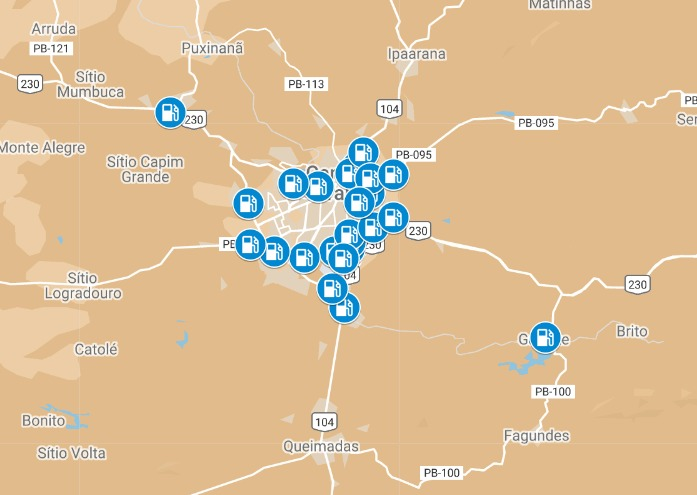 Matinhas
Arruda
PB-121
Puxinanã
Ipaarana
230
Sítio
Mumbuca
PB-113
104
PB-095
230
Monte Alegre
Sítio Capim
Grande
PB-095
230
230
Sítio
Logradouro
Brito
Catolé
PB-100
Bonito
104
Fagundes
Queimadas
Sítio Volta
PB-100